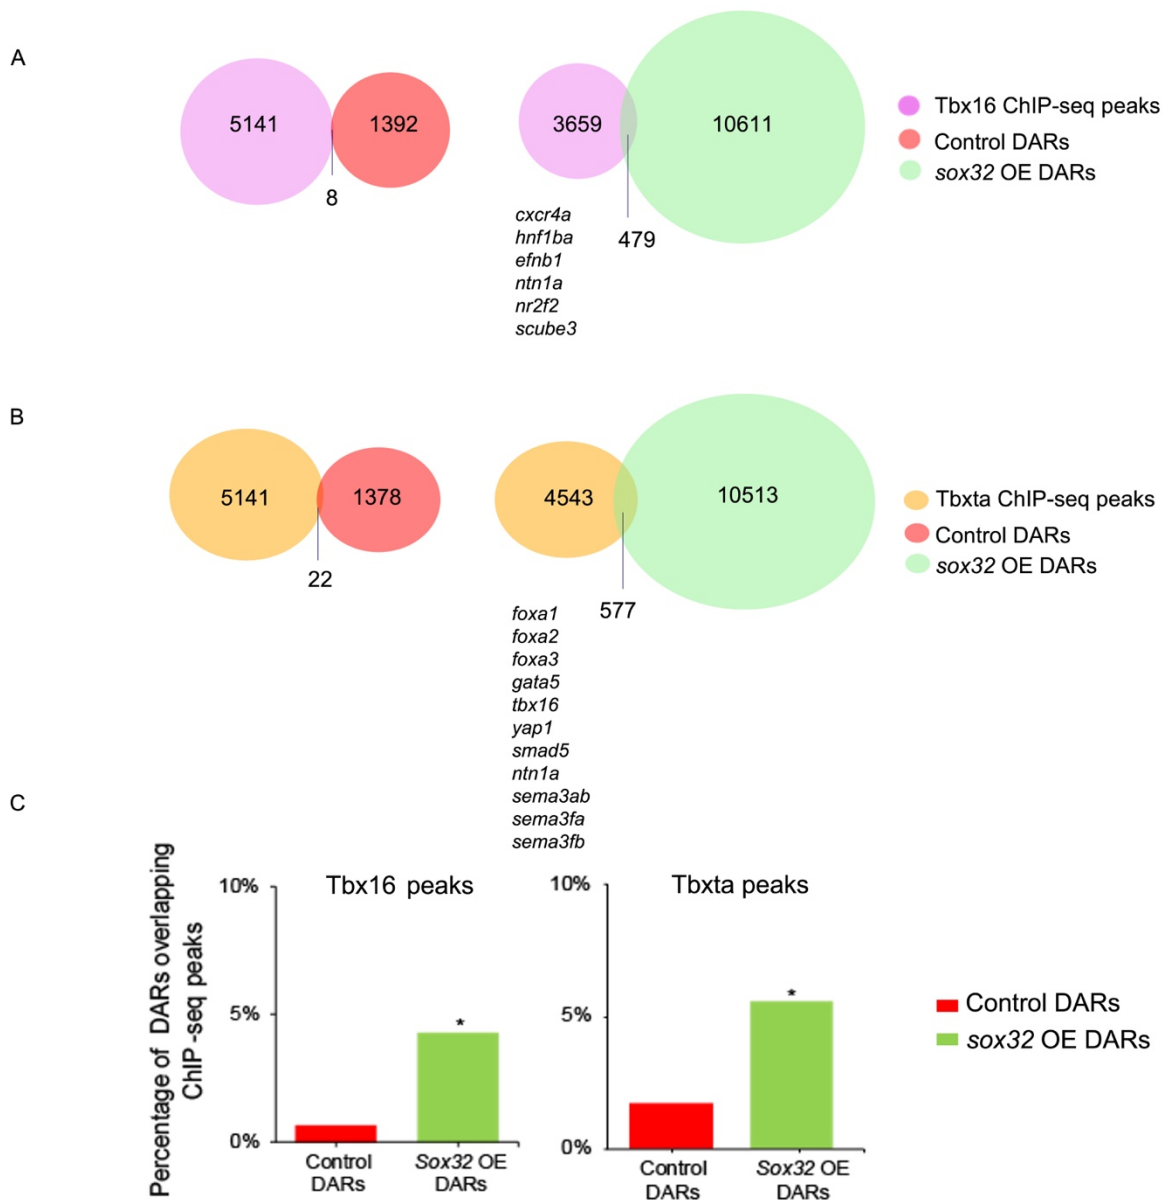 A
5141
1392
8
3659
10611
479
cxcr4a
hnf1ba
efnb1
ntn1a
nr2f2
scube3
Tbx16 ChIP-seq peaks
Control DARs
sox32 OE DARs
B
5141
1378
22
4543
10513
577
foxa1
foxa2
foxa3
gata5
tbx16
yap1
smad5
ntn1a
sema3ab
sema3fa
sema3fb
Tbxta ChIP-seq peaks
Control DARs
sox32 OE DARs
C
Percentage of DARs overlapping
ChIP -seq peaks
Tbx16 peaks
10%
5%
0%
*
Control
DARs
Sox32 OE
DARs
Tbxta peaks
10%
5%
0%
*
Control
DARs
Sox32 OE
DARs
Control DARs
sox32 OE DARs